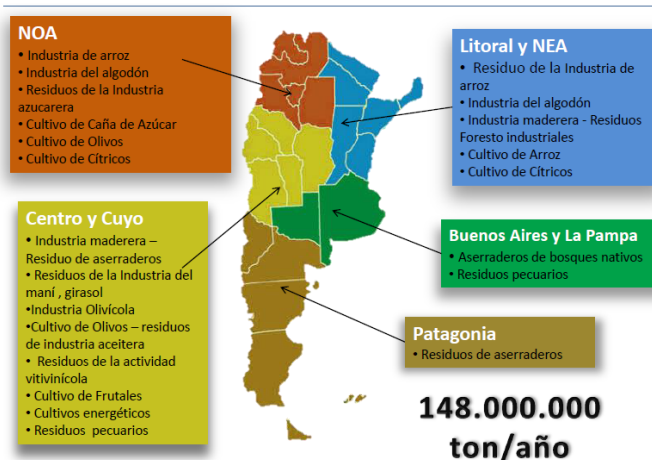 NOA
• Industria de arroz
• Industria del algodón
• Residuos de la Industria
azucarera
• Cultivo de Caña de Azúcar
• Cultivo de Olivos
• Cultivo de Cítricos
Litoral y NEA
• Residuo de la Industria de
arroz
• Industria del algodón
• Industria maderera - Residuos
Foresto industriales
• Cultivo de Arroz
• Cultivo de Cítricos
Centro y Cuyo
• Industria maderera –
Residuo de aserraderos
• Residuos de la Industria del
maní , girasol
•Industria Olivícola
•Cultivo de Olivos – residuos
de industria aceitera
• Residuos de la actividad
vitivinícola
• Cultivo de Frutales
• Cultivos energéticos
• Residuos pecuarios
Buenos Aires y La Pampa
• Aserraderos de bosques nativos
• Residuos pecuarios
Patagonia
• Residuos de aserraderos
148.000.000
ton/año